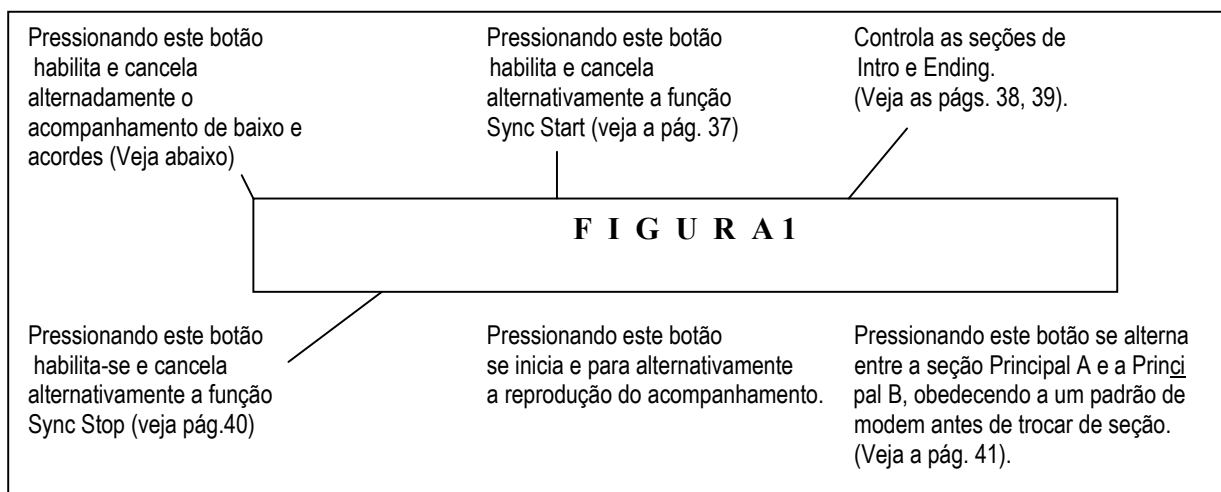 Pressionando este botão
habilita e cancela
alternadamente o
acompanhamento de baixo e
acordes (Veja abaixo)
Pressionando este botão
habilita e cancela
alternativamente a função
Sync Start (veja a pág. 37)
Controla as seções de
Intro e Ending.
(Veja as págs. 38, 39).
F I G U R A 1
Pressionando este botão
habilita-se e cancela
alternativamente a função
Sync Stop (veja pág.40)
Pressionando este botão
se inicia e para alternativamente
a reprodução do acompanhamento.
Pressionando este botão se alterna
entre a seção Principal A e a Princi
pal B, obedecendo a um padrão de
modem antes de trocar de seção.
(Veja a pág. 41).